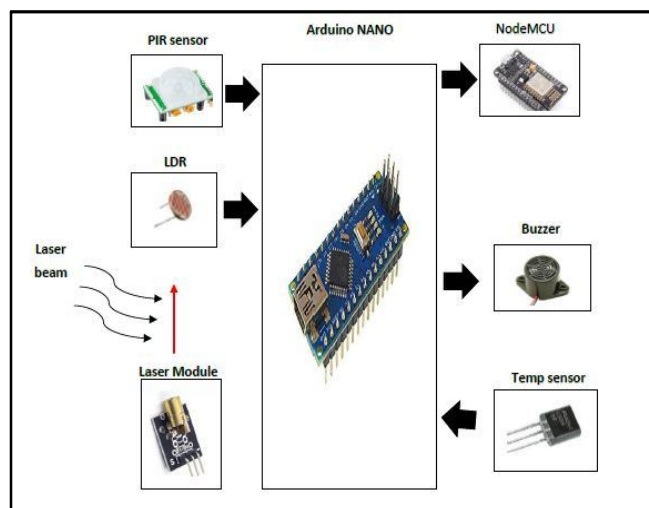 PIR sensor
Arduino NANO
NodeMCU
LDR
Laser
beam
Buzzer
Laser Module
Temp sensor